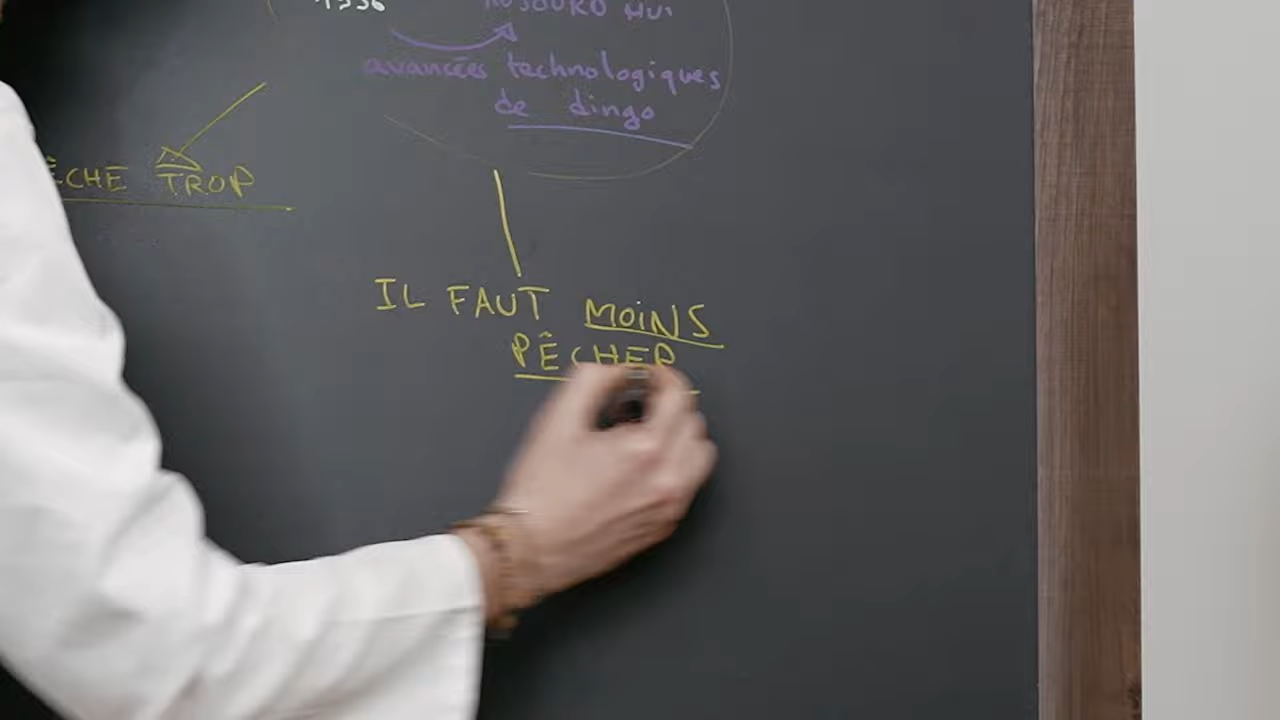 avancées technologiques
de dingo
TROP
IL FAUT MOINS
PÊCHER